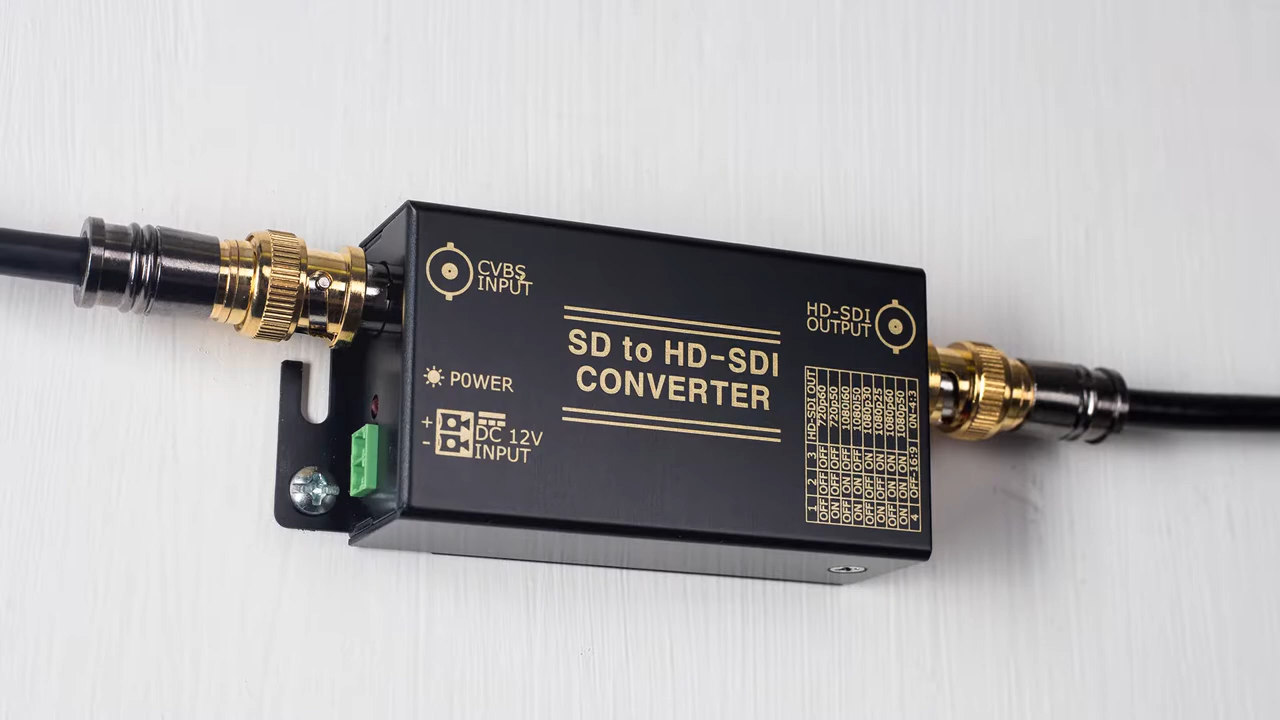 CVBS
INPUT
HD-SDI
OUTPUT
SD to HD-SDI
CONVERTER
POWER
+
-
DC 12V
INPUT
1 2 3 HD-SDI OUT
OFF OFF OFF 720p60
ON OFF OFF 720p50
OFF ON OFF 1080i60
ON ON OFF 1080i50
OFF OFF ON 1080p30
ON OFF ON 1080p25
OFF ON ON 1080p60
ON ON ON 1080p50
4 OFF-16:9 ON-4:3